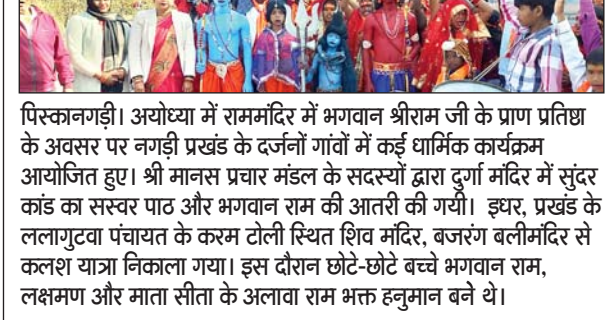 पिस्कानगड़ी। अयोध्या में राममंदिर में भगवान श्रीराम जी के प्राण प्रतिष्ठा
के अवसर पर नगड़ी प्रखंड के दर्जनों गांवों में कई धार्मिक कार्यक्रम
आयोजित हुए। श्री मानस प्रचार मंडल के सदस्यों द्वारा दुर्गा मंदिर में सुंदर
कांड का सस्वर पाठ और भगवान राम की आतरी की गयी। इधर, प्रखंड के
ललागुटवा पंचायत के करम टोली स्थित शिव मंदिर, बजरंग बलीमंदिर से
कलश यात्रा निकाला गया। इस दौरान छोटे-छोटे बच्चे भगवान राम,
लक्षमण और माता सीता के अलावा राम भक्त हनुमान बनेे थे।